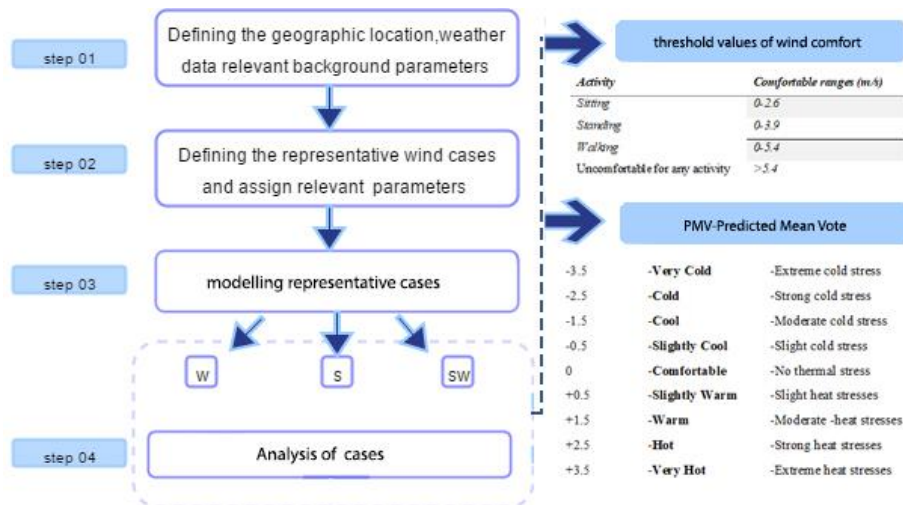 step 01
Defining the geographic location,weather
data relevant background parameters
step 02
Defining the representative wind cases
and assign relevant parameters
step 03
modelling representative cases
W
S
SW
step 04
Analysis of cases
threshold values of wind comfort
Activity Comfortable ranges (m/s)
Sitting 0-2.6
Standing 0-3.9
Walking 0-5.4
Uncomfortable for any activity >5.4
PMV-Predicted Mean Vote
-3.5 -Very Cold -Extreme cold stress
-2.5 -Cold -Strong cold stress
-1.5 -Cool -Moderate cold stress
-0.5 -Slightly Cool -Slight cold stress
0 -Comfortable -No thermal stress
+0.5 -Slightly Warm -Slight heat stresses
+1.5 -Warm -Moderate -heat stresses
+2.5 -Hot -Strong heat stresses
+3.5 -Very Hot -Extreme heat stresses